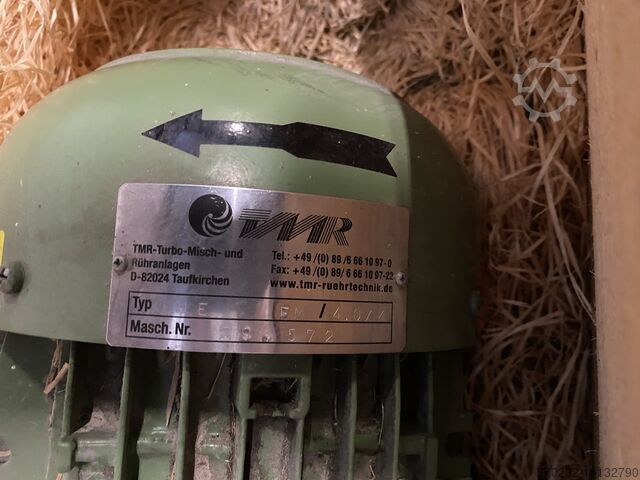 TMR
TMR-Turbo-Misch- und
Rühranlagen
D-82024 Taufkirchen
Tel.: +49/(0) 89/6 66 10 97-0
Fax: +49/(0) 89/6 66 10 97-22
www.tmr-ruehrtechnik.de
Typ E
Masch. Nr.